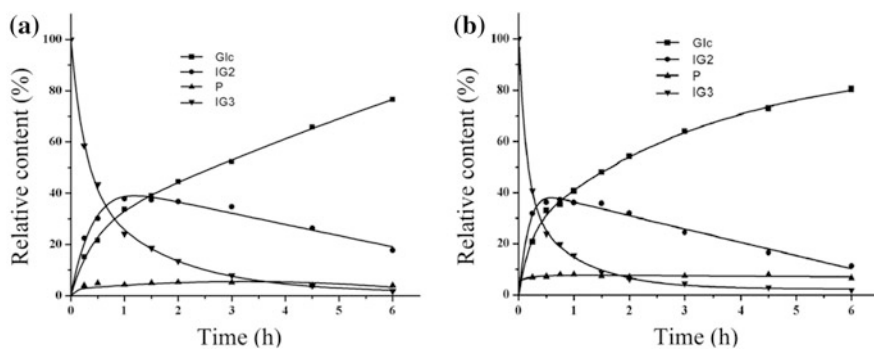 (a)
Relative content (%)
100
80
60
40
20
0
Glc
IG2
P
IG3
0 1 2 3 4 5 6
Time (h)
(b)
Relative content (%)
100
80
60
40
20
0
Glc
IG2
P
IG3
0 1 2 3 4 5 6
Time (h)